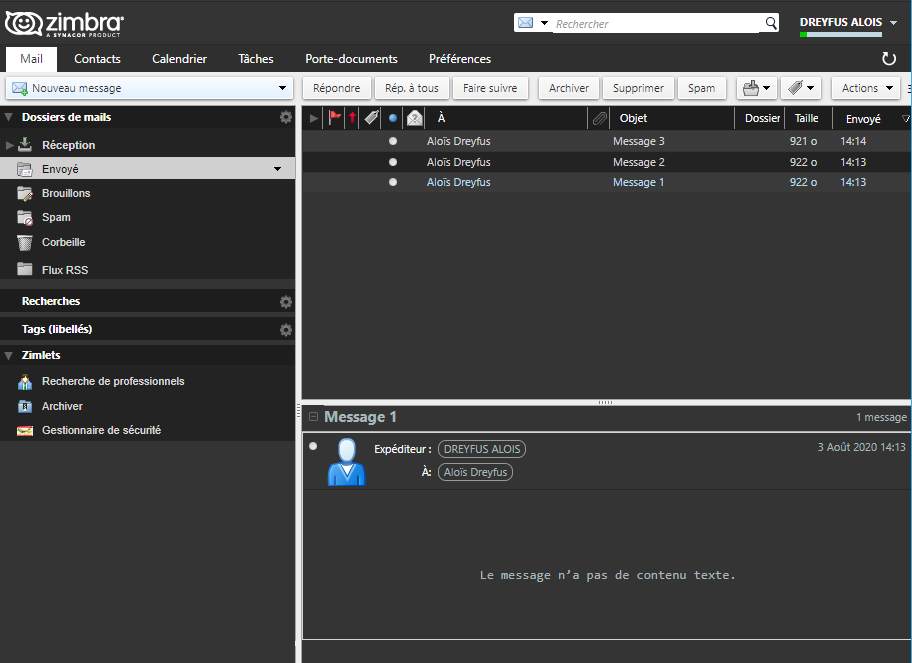 zimbra
A SYNACOR PRODUCT
Rechercher
DREYFUS ALOIS
Mail Contacts Calendrier Tâches Porte-documents Préférences
Nouveau message Répondre Rép. à tous Faire suivre Archiver Supprimer Spam Actions
Dossiers de mails
Réception
Envoyé
Brouillons
Spam
Corbeille
Flux RSS
Recherches
Tags (libellés)
Zimlets
Recherche de professionnels
Archiver
Gestionnaire de sécurité
À Objet Dossier Taille Envoyé
Aloïs Dreyfus Message 3 921 o 14:14
Aloïs Dreyfus Message 2 922 o 14:13
Aloïs Dreyfus Message 1 922 o 14:13
Message 1 1 message
Expéditeur : DREYFUS ALOIS 3 Août 2020 14:13
À: Aloïs Dreyfus
Le message n’a pas de contenu texte.